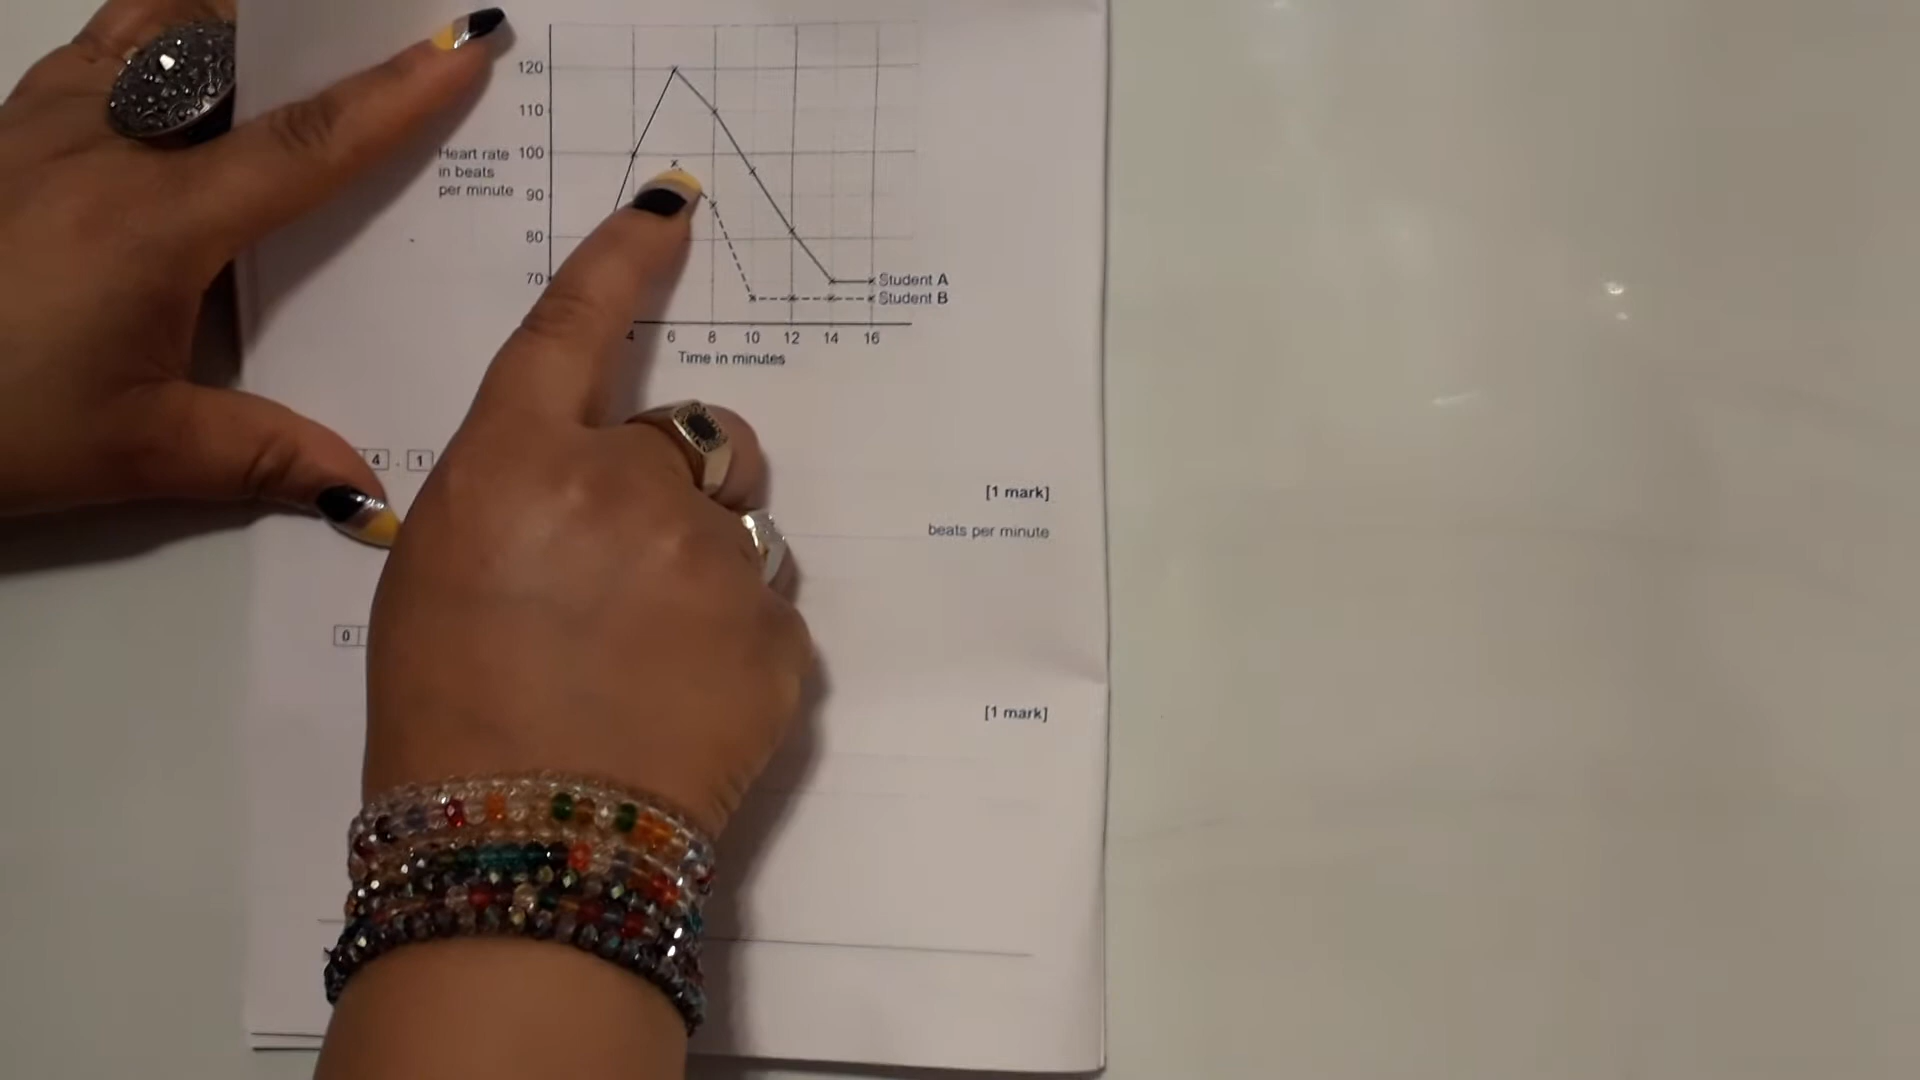 120
110
Heart rate 100
in beats
per minute 90
80
70
Student A
Student B
4 6 8 10 12 14 16
Time in minutes
4 . 1
[1 mark]
beats per minute
0
[1 mark]